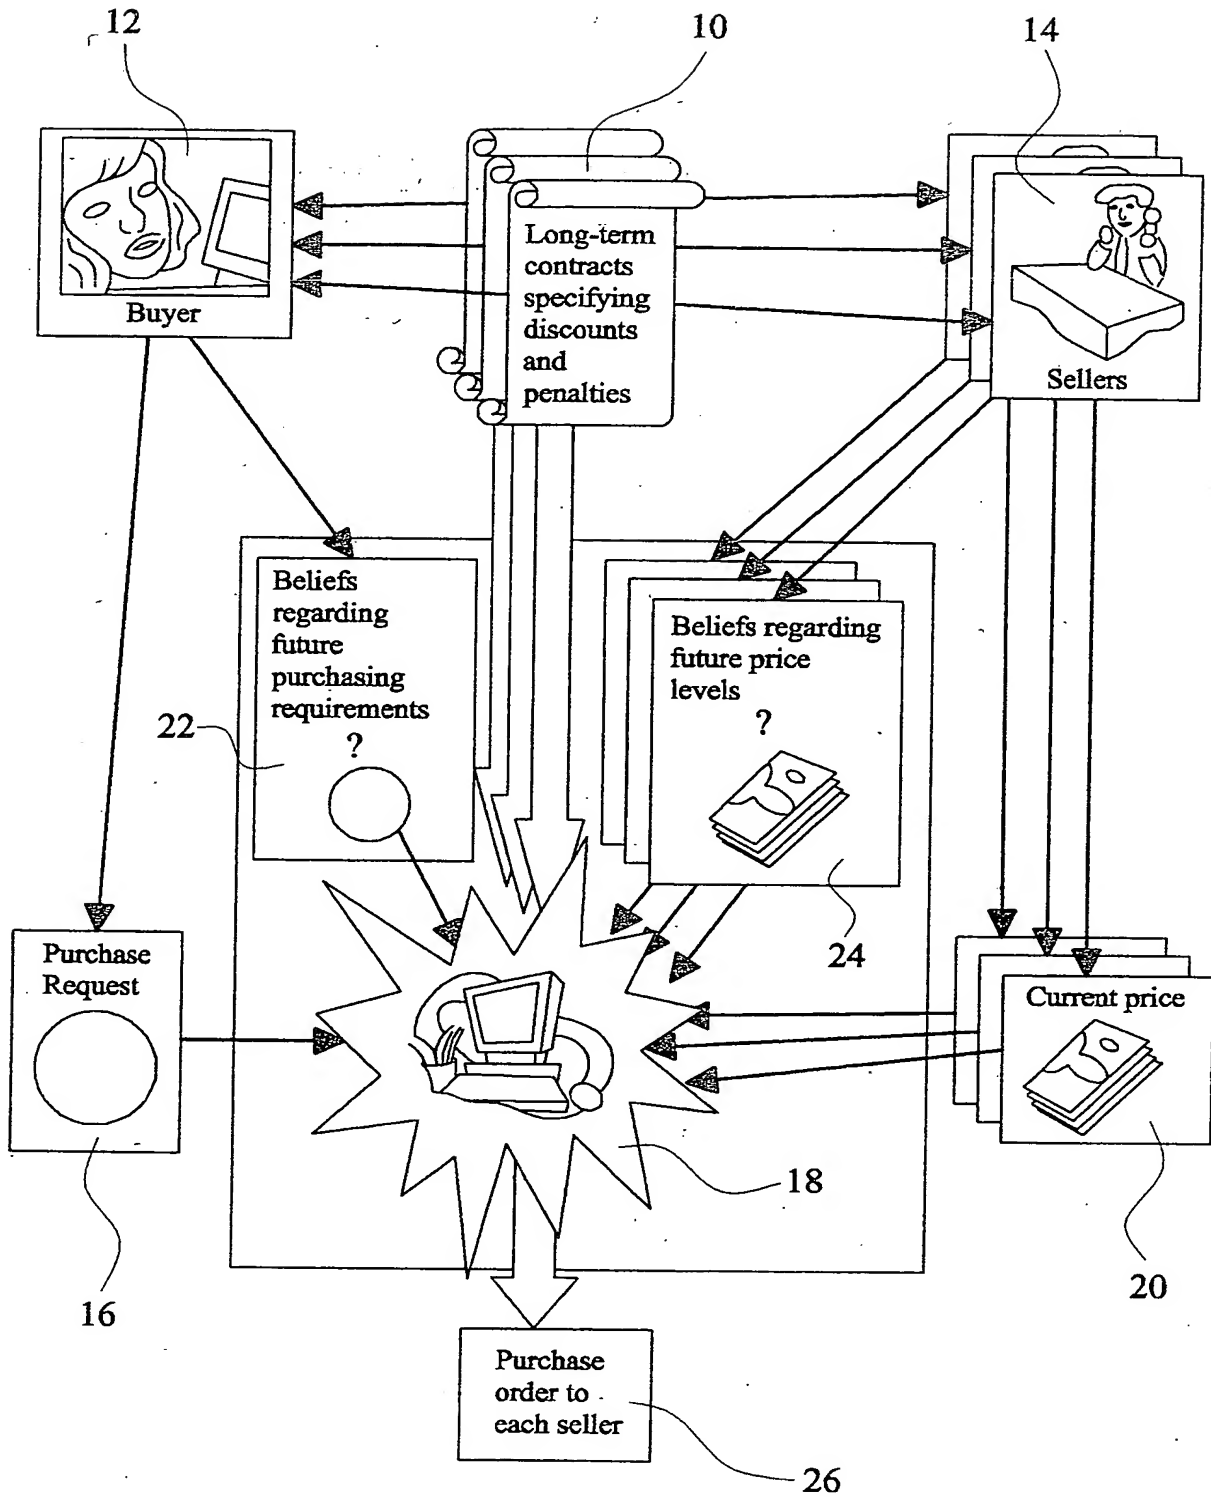 12
10
14
Buyer
Long-term
contracts
specifying
discounts
and
penalties
Sellers
Beliefs
regarding
future
purchasing
requirements
?
22
Beliefs regarding
future price
levels
?
24
Purchase
Request
16
Current price
20
18
Purchase
order to
each seller
26